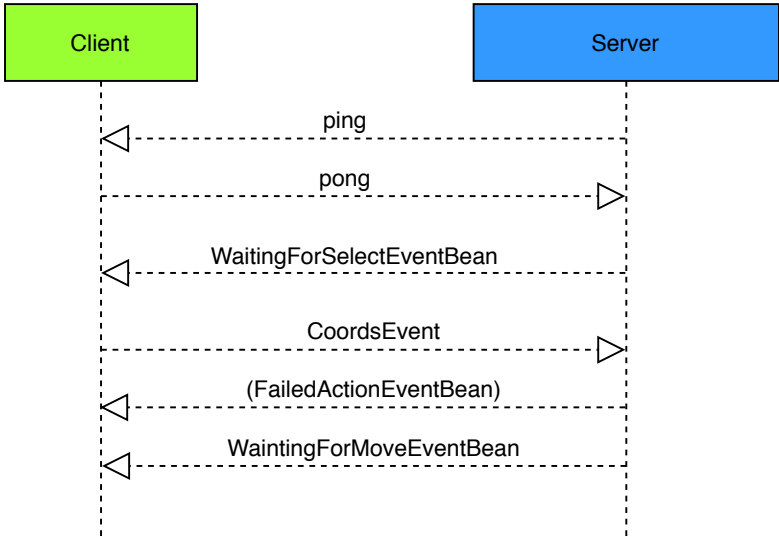 Client
Server
ping
pong
WaitingForSelectEventBean
CoordsEvent
(FailedActionEventBean)
WaintingForMoveEventBean